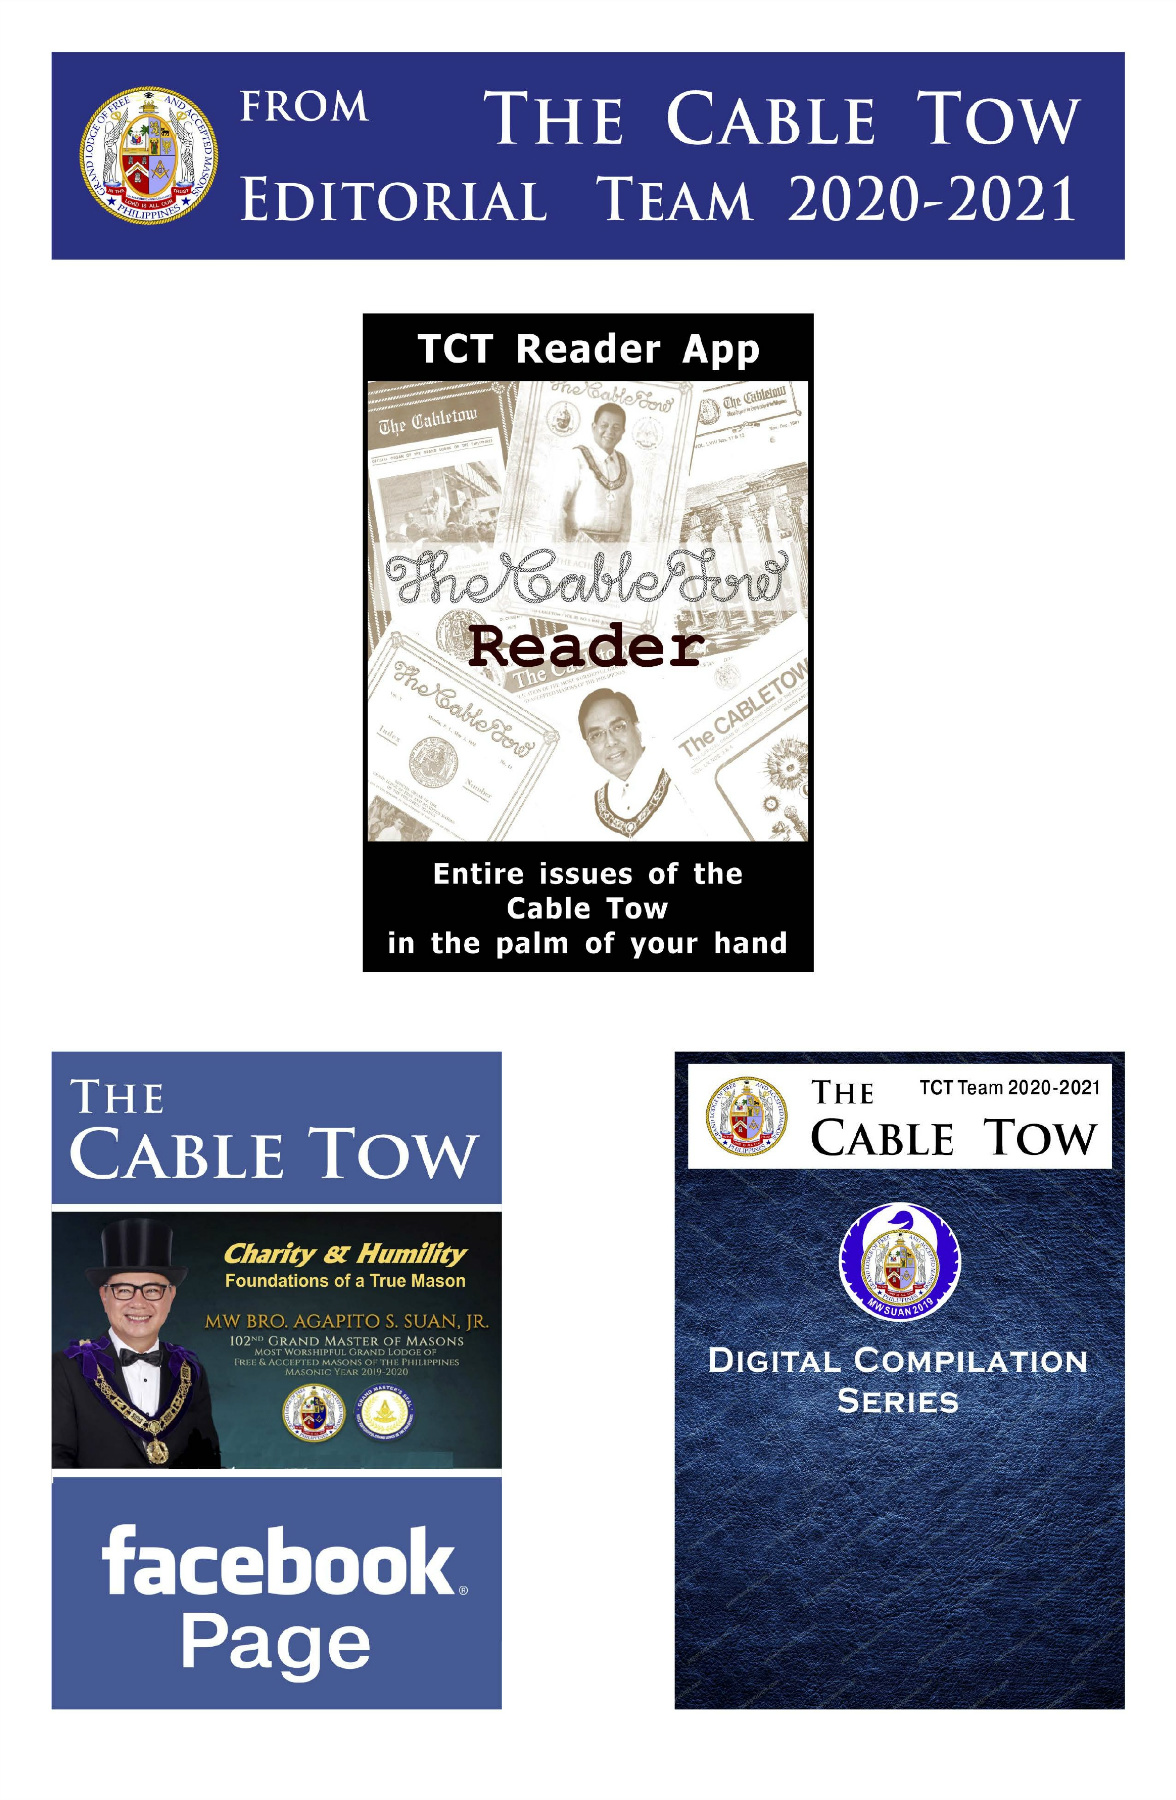 FROM THE CABLE TOW
EDITORIAL TEAM 2020-2021
GRAND LODGE OF FREE AND ACCEPTED MASONS
PHILIPPINES
TCT Reader App
The Cabletow
The Cable Tow
The Cabletow
The Cable Tow
Reader
The Cable Tow
Index
Number
The CABLETOW
Entire issues of the
Cable Tow
in the palm of your hand
THE
CABLE TOW
Charity & Humility
Foundations of a True Mason
MW BRO. AGAPITO S. SUAN, JR.
102ND GRAND MASTER OF MASONS
MOST WORSHIPFUL GRAND LODGE OF
FREE & ACCEPTED MASONS OF THE PHILIPPINES
MASONIC YEAR 2019-2020
facebook®
Page
THE TCT Team 2020-2021
CABLE TOW
MW SUAN 2019
DIGITAL COMPILATION
SERIES